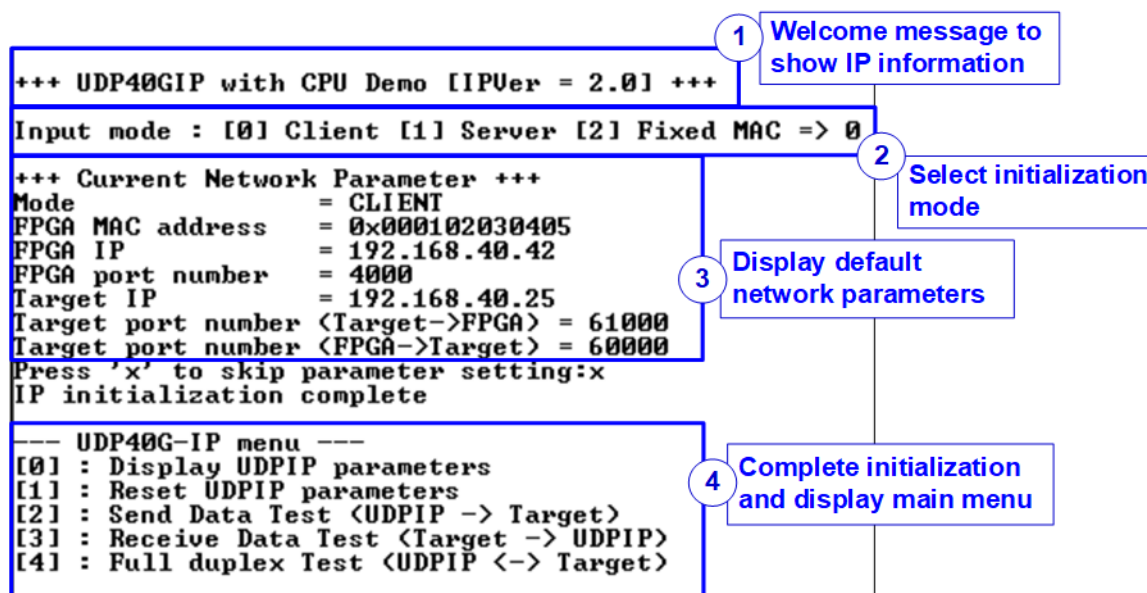 1
Welcome message to
show IP information
+++ UDP40GIP with CPU Demo [IPVer = 2.0] +++
Input mode : [0] Client [1] Server [2] Fixed MAC => 0
2
Select initialization
mode
+++ Current Network Parameter +++
Mode = CLIENT
FPGA MAC address = 0x000102030405
FPGA IP = 192.168.40.42
FPGA port number = 4000
Target IP = 192.168.40.25
Target port number (Target->FPGA) = 61000
Target port number (FPGA->Target) = 60000
3
Display default
network parameters
Press 'x' to skip parameter setting:x
IP initialization complete
--- UDP40G-IP menu ---
[0] : Display UDPIP parameters
[1] : Reset UDPIP parameters
[2] : Send Data Test (UDPIP -> Target)
[3] : Receive Data Test (Target -> UDPIP)
[4] : Full duplex Test (UDPIP <-> Target)
4
Complete initialization
and display main menu